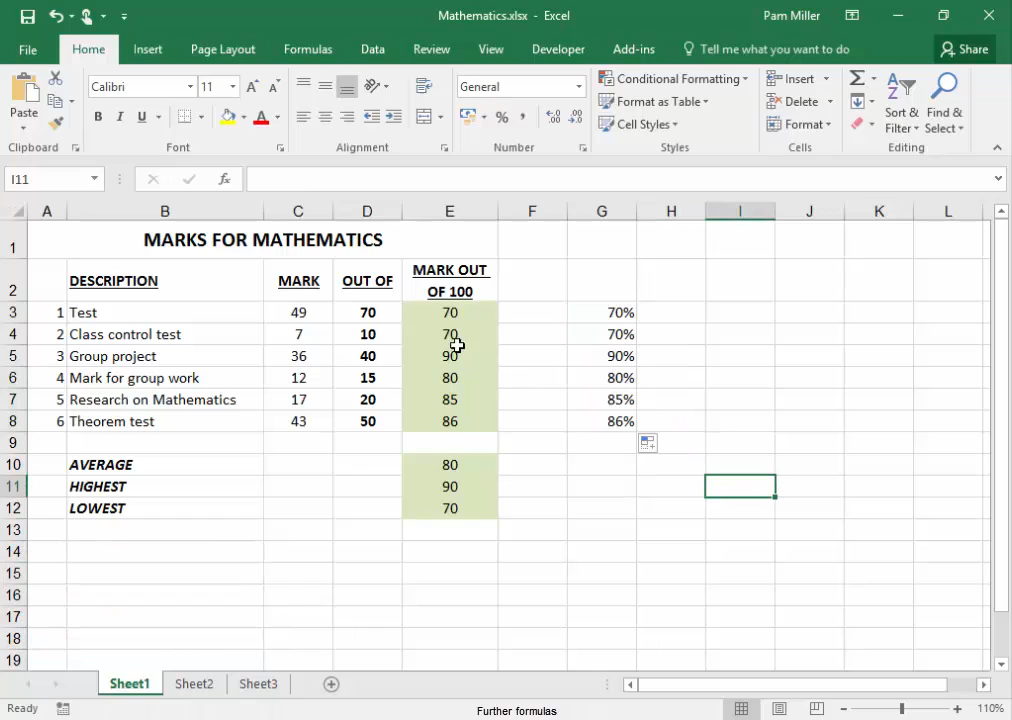 Mathematics.xlsx - Excel
Pam Miller
File Home Insert Page Layout Formulas Data Review View Developer Add-ins Tell me what you want to do Share
Paste
Clipboard
Calibri 11
B I U A
Font
Alignment
General
% , .00 .0
Number
Conditional Formatting
Format as Table
Cell Styles
Styles
Insert
Delete
Format
Cells
Sort & Filter
Find & Select
Editing
I11 fx
A B C D E F G H I J K L
1 MARKS FOR MATHEMATICS
2 DESCRIPTION MARK OUT OF MARK OUT OF 100
3 1 Test 49 70 70 70%
4 2 Class control test 7 10 70 70%
5 3 Group project 36 40 90 90%
6 4 Mark for group work 12 15 80 80%
7 5 Research on Mathematics 17 20 85 85%
8 6 Theorem test 43 50 86 86%
9
10 AVERAGE 80
11 HIGHEST 90
12 LOWEST 70
13
14
15
16
17
18
19
Sheet1 Sheet2 Sheet3
Ready Further formulas 110%